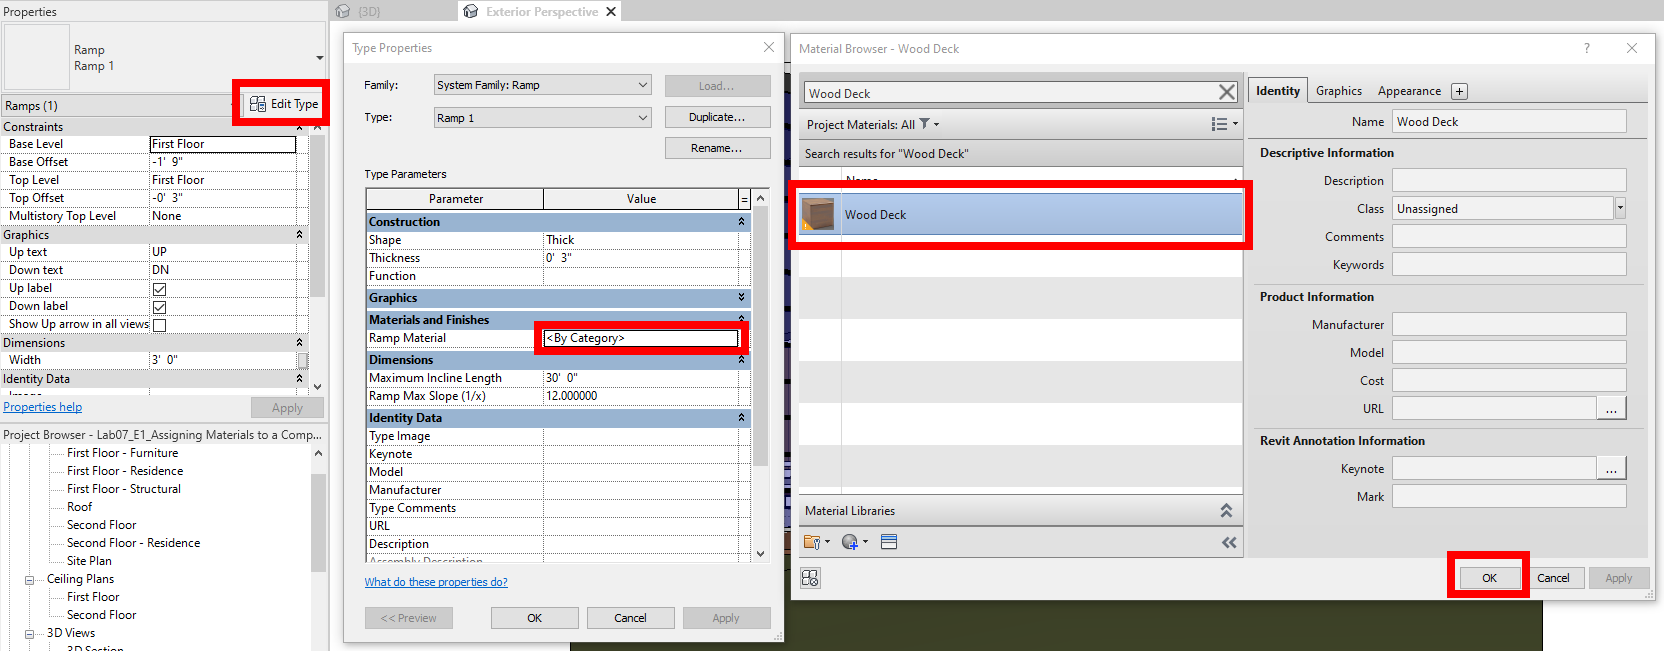 Properties
Ramp
Ramp 1
Ramps (1)
Edit Type
Constraints
Base Level First Floor
Base Offset -1' 9"
Top Level First Floor
Top Offset -0' 3"
Multistory Top Level None
Graphics
Up text UP
Down text DN
Up label
Down label
Show Up arrow in all views
Dimensions
Width 3' 0"
Identity Data
Properties help
Apply
Project Browser - Lab07_E1_Assigning Materials to a Comp...
First Floor - Furniture
First Floor - Residence
First Floor - Structural
Roof
Second Floor
Second Floor - Residence
Site Plan
Ceiling Plans
First Floor
Second Floor
3D Views
3D Section
{3D}
Exterior Perspective
Type Properties
Family: System Family: Ramp Load...
Type: Ramp 1 Duplicate...
Rename...
Type Parameters
Parameter Value =
Construction
Shape Thick
Thickness 0' 3"
Function
Graphics
Materials and Finishes
Ramp Material <By Category>
Dimensions
Maximum Incline Length 30' 0"
Ramp Max Slope (1/x) 12.000000
Identity Data
Type Image
Keynote
Model
Manufacturer
Type Comments
URL
Description
Assembly Description
What do these properties do?
<< Preview OK Cancel Apply
Material Browser - Wood Deck ?
Wood Deck
Project Materials: All
Search results for "Wood Deck"
Name
Wood Deck
Material Libraries
Identity Graphics Appearance +
Name Wood Deck
Descriptive Information
Description
Class Unassigned
Comments
Keywords
Product Information
Manufacturer
Model
Cost
URL ...
Revit Annotation Information
Keynote ...
Mark
OK Cancel Apply